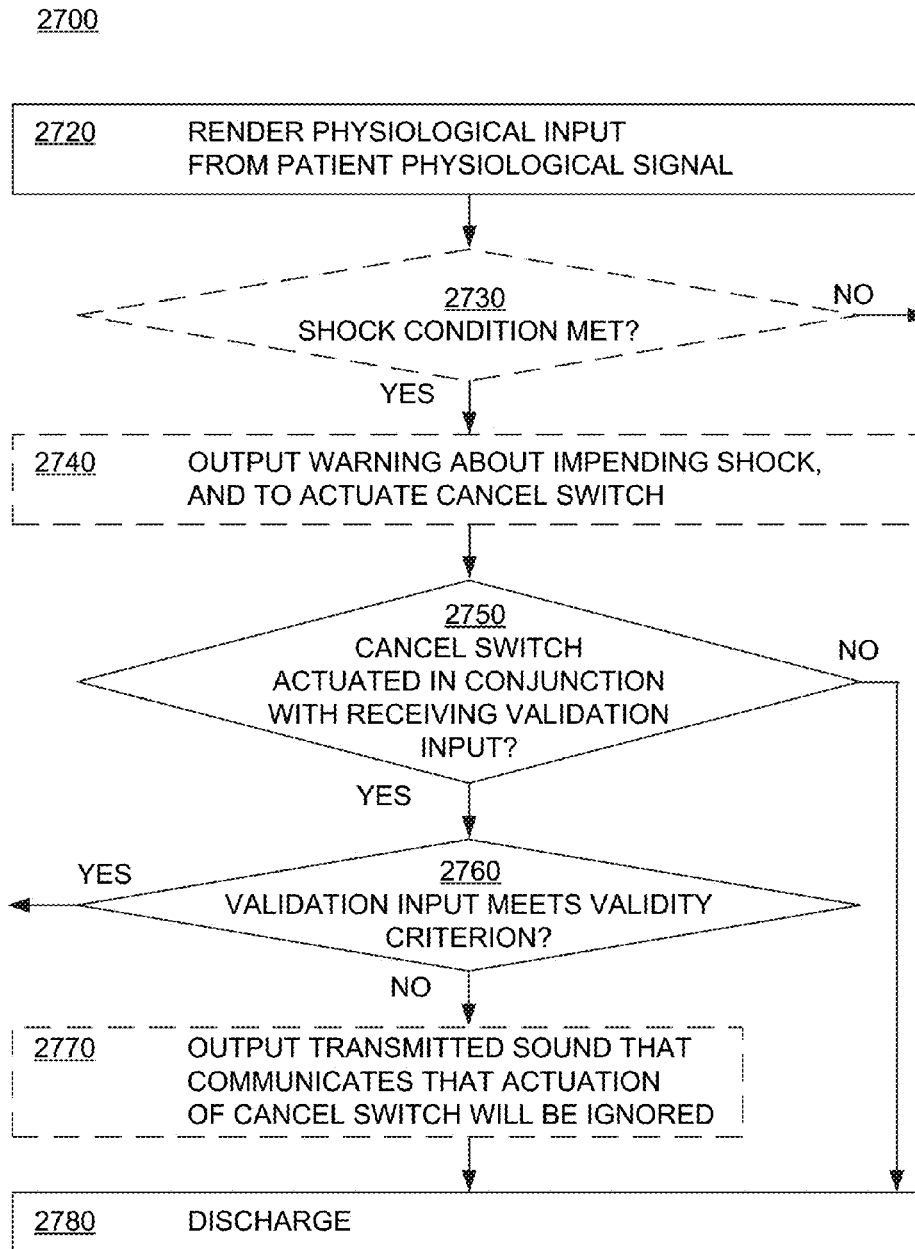 2700
2720 RENDER PHYSIOLOGICAL INPUT
FROM PATIENT PHYSIOLOGICAL SIGNAL
2730
NO
SHOCK CONDITION MET?
YES
2740 OUTPUT WARNING ABOUT IMPENDING SHOCK,
AND TO ACTUATE CANCEL SWITCH
2750
CANCEL SWITCH
NO
ACTUATED IN CONJUNCTION
WITH RECEIVING VALIDATION
INPUT?
YES
YES
2760
VALIDATION INPUT MEETS VALIDITY
CRITERION?
NO
2770 OUTPUT TRANSMITTED SOUND THAT
COMMUNICATES THAT ACTUATION
OF CANCEL SWITCH WILL BE IGNORED
2780 DISCHARGE